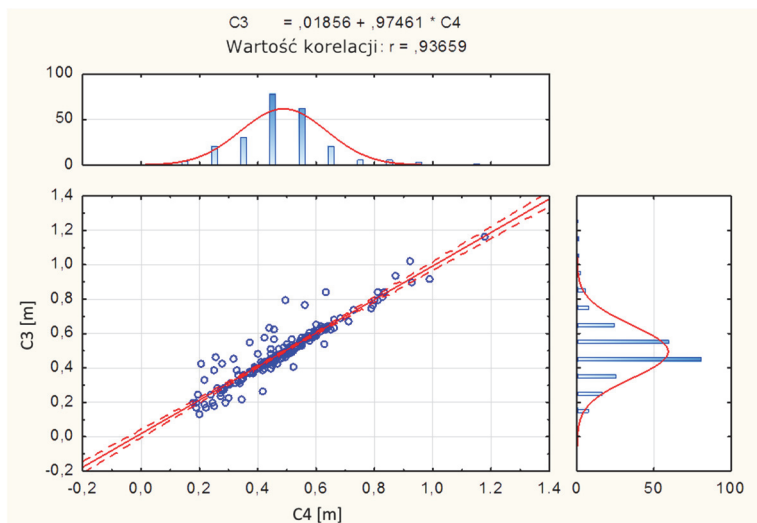 C3 = ,01856 + ,97461 * C4
Wartość korelacji: r = ,93659
100
50
0
1.4
1,2
1,0
0,8
0,6
0,4
0,2
0,0
-0,2
C3 [m]
-0,2 0,0 0,2 0,4 0,6 0,8 1,0 1,2 1.4
C4 [m]
0 50 100